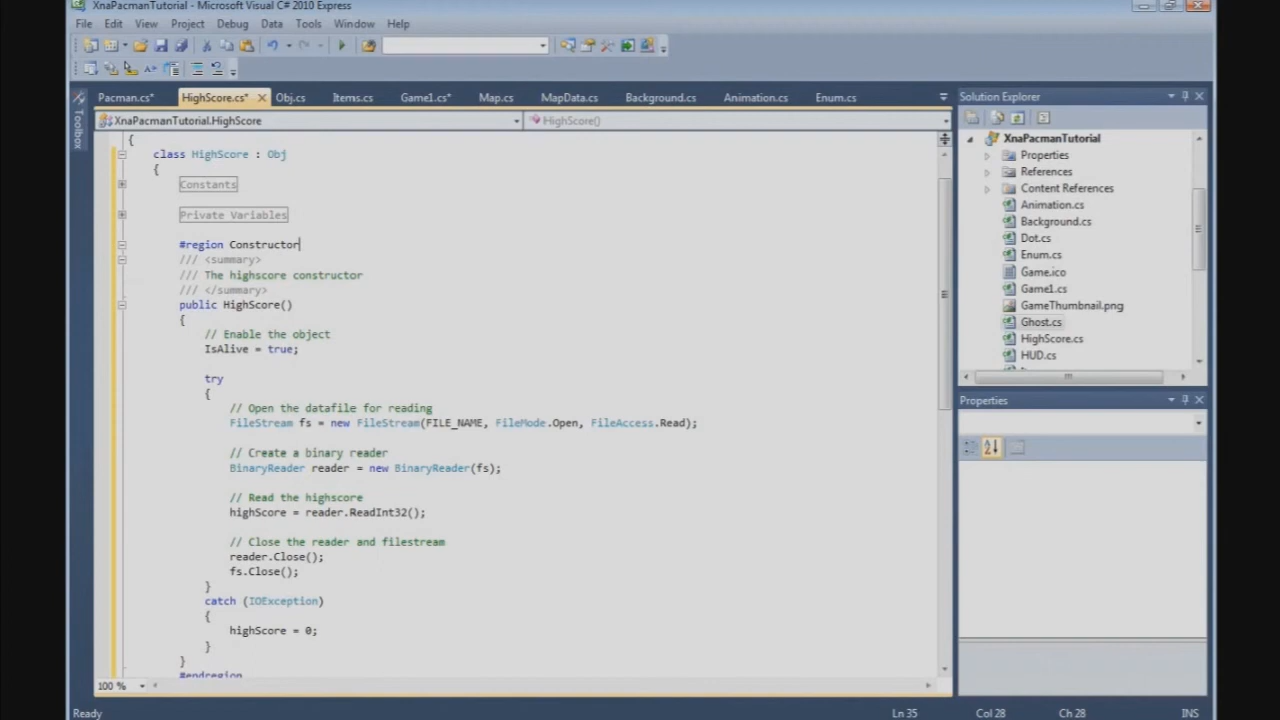 XnaPacmanTutorial - Microsoft Visual C# 2010 Express
File Edit View Project Debug Data Tools Window Help
Pacman.cs* HighScore.cs* Obj.cs Items.cs Game1.cs* Map.cs MapData.cs Background.cs Animation.cs Enum.cs
Toolbox
XnaPacmanTutorial.HighScore HighScore()
{
class HighScore : Obj
{
Constants
Private Variables
#region Constructor
/// <summary>
/// The highscore constructor
/// </summary>
public HighScore()
{
// Enable the object
IsAlive = true;
try
{
// Open the datafile for reading
FileStream fs = new FileStream(FILE_NAME, FileMode.Open, FileAccess.Read);
// Create a binary reader
BinaryReader reader = new BinaryReader(fs);
// Read the highscore
highScore = reader.ReadInt32();
// Close the reader and filestream
reader.Close();
fs.Close();
}
catch (IOException)
{
highScore = 0;
}
}
#endregion
100 %
Solution Explorer
XnaPacmanTutorial
Properties
References
Content References
Animation.cs
Background.cs
Dot.cs
Enum.cs
Game.ico
Game1.cs
GameThumbnail.png
Ghost.cs
HighScore.cs
HUD.cs
Properties
Ready Ln 35 Col 28 Ch 28 INS